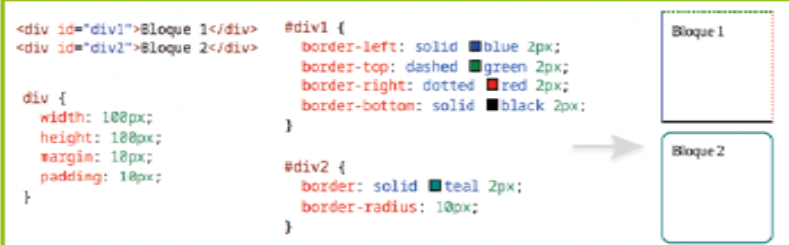 <div id="div1">Bloque 1</div>
<div id="div2">Bloque 2</div>
div {
width: 100px;
height: 100px;
margin: 10px;
padding: 10px;
}
#div1 {
border-left: solid blue 2px;
border-top: dashed green 2px;
border-right: dotted red 2px;
border-bottom: solid black 2px;
}
#div2 {
border: solid teal 2px;
border-radius: 10px;
}
Bloque 1
Bloque 2